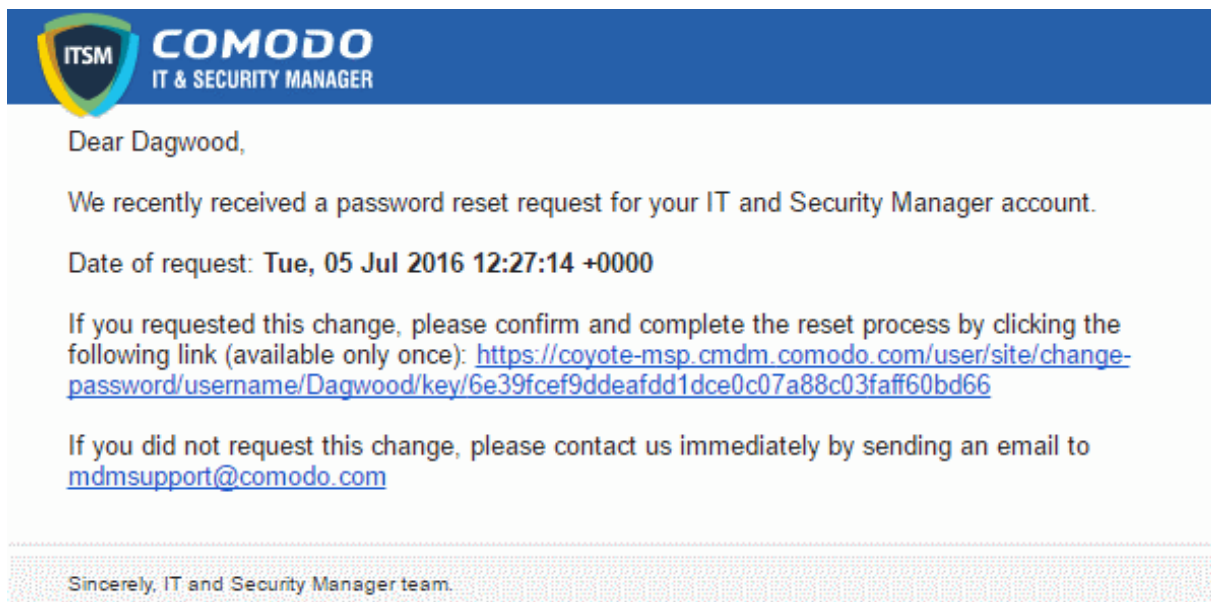 ITSM
COMODO
IT & SECURITY MANAGER
Dear Dagwood,
We recently received a password reset request for your IT and Security Manager account.
Date of request: Tue, 05 Jul 2016 12:27:14 +0000
If you requested this change, please confirm and complete the reset process by clicking the
following link (available only once): https://coyote-msp.cmdm.comodo.com/user/site/change-
password/username/Dagwood/key/6e39fcef9ddeafdd1dce0c07a88c03faff60bd66
If you did not request this change, please contact us immediately by sending an email to
mdmsupport@comodo.com
Sincerely, IT and Security Manager team.